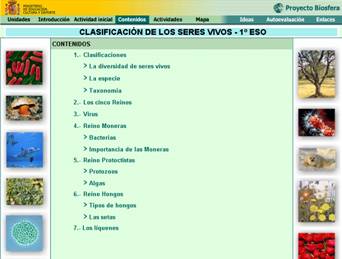 MINISTERIO
DE EDUCACIÓN,
CULTURA Y DEPORTE
Proyecto Biosfera
Unidades Introducción Actividad inicial Contenidos Actividades Mapa Ideas Autoevaluación Enlaces
CLASIFICACIÓN DE LOS SERES VIVOS - 1º ESO
CONTENIDOS
1.- Clasificaciones
> La diversidad de seres vivos
> La especie
> Taxonomía
2.- Los cinco Reinos
3.- Virus
4.- Reino Moneras
> Bacterias
> Importancia de las Moneras
5.- Reino Protoctistas
> Protozoos
> Algas
6.- Reino Hongos
> Tipos de hongos
> Las setas
7.- Los líquenes